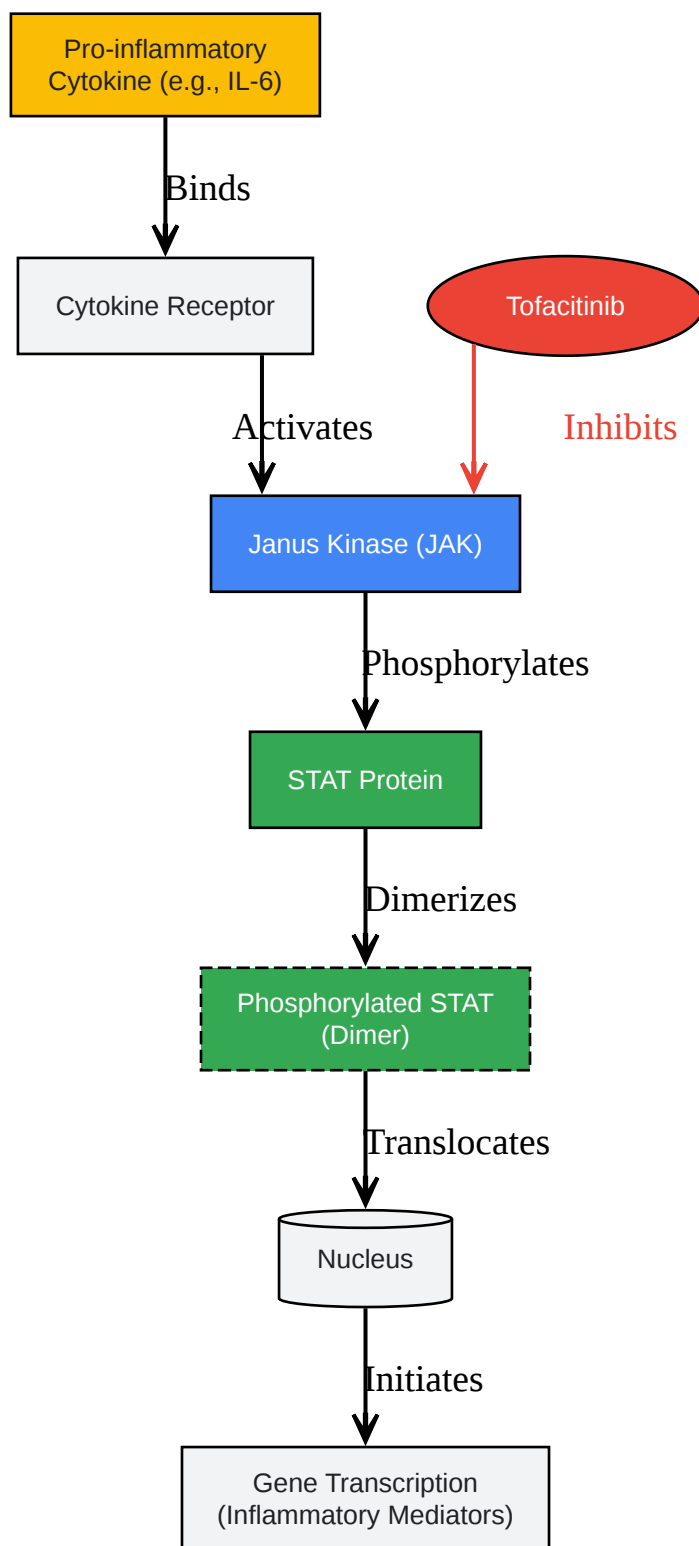 Pro-inflammatory
Cytokine (e.g., IL-6)
Binds
Cytokine Receptor
Tofacitinib
Activates
Inhibits
Janus Kinase (JAK)
Phosphorylates
STAT Protein
Dimerizes
Phosphorylated STAT
(Dimer)
Translocates
Nucleus
Initiates
Gene Transcription
(Inflammatory Mediators)